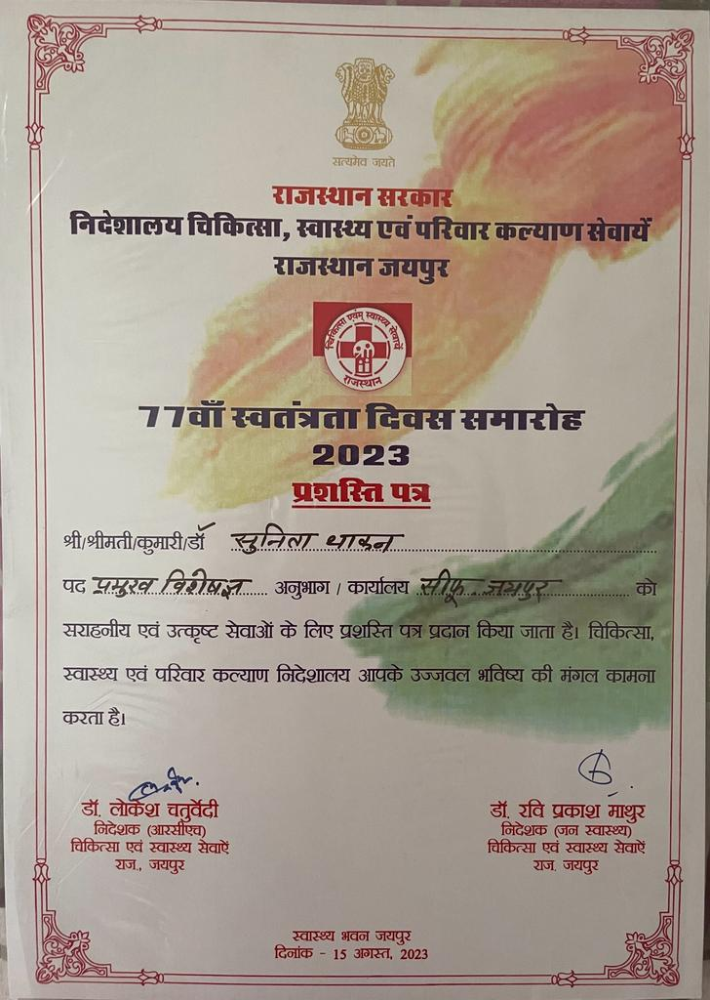 सत्यमेव जयते
राजस्थान सरकार
निदेशालय चिकित्सा, स्वास्थ्य एवं परिवार कल्याण सेवायें
राजस्थान जयपुर
चिकित्सा एवम् स्वास्थ्य सेवायें
राजस्थान
77वाँ स्वतंत्रता दिवस समारोह
2023
प्रशस्ति पत्र
श्री/श्रीमती/कुमारी/डॉ सुनिता थाकन
पद प्रमुख विशेषज्ञ अनुभाग / कार्यालय सीफू जयपुर को
सराहनीय एवं उत्कृष्ट सेवाओं के लिए प्रशस्ति पत्र प्रदान किया जाता है। चिकित्सा,
स्वास्थ्य एवं परिवार कल्याण निदेशालय आपके उज्जवल भविष्य की मंगल कामना
करता है।
डॉ. लोकेश चतुर्वेदी
निदेशक (आरसीएच)
चिकित्सा एवं स्वास्थ्य सेवाऐं
राज., जयपुर
डॉ. रवि प्रकाश माथुर
निदेशक (जन स्वास्थ्य)
चिकित्सा एवं स्वास्थ्य सेवाऐं
राज. जयपुर
स्वास्थ्य भवन जयपुर
दिनांक - 15 अगस्त, 2023